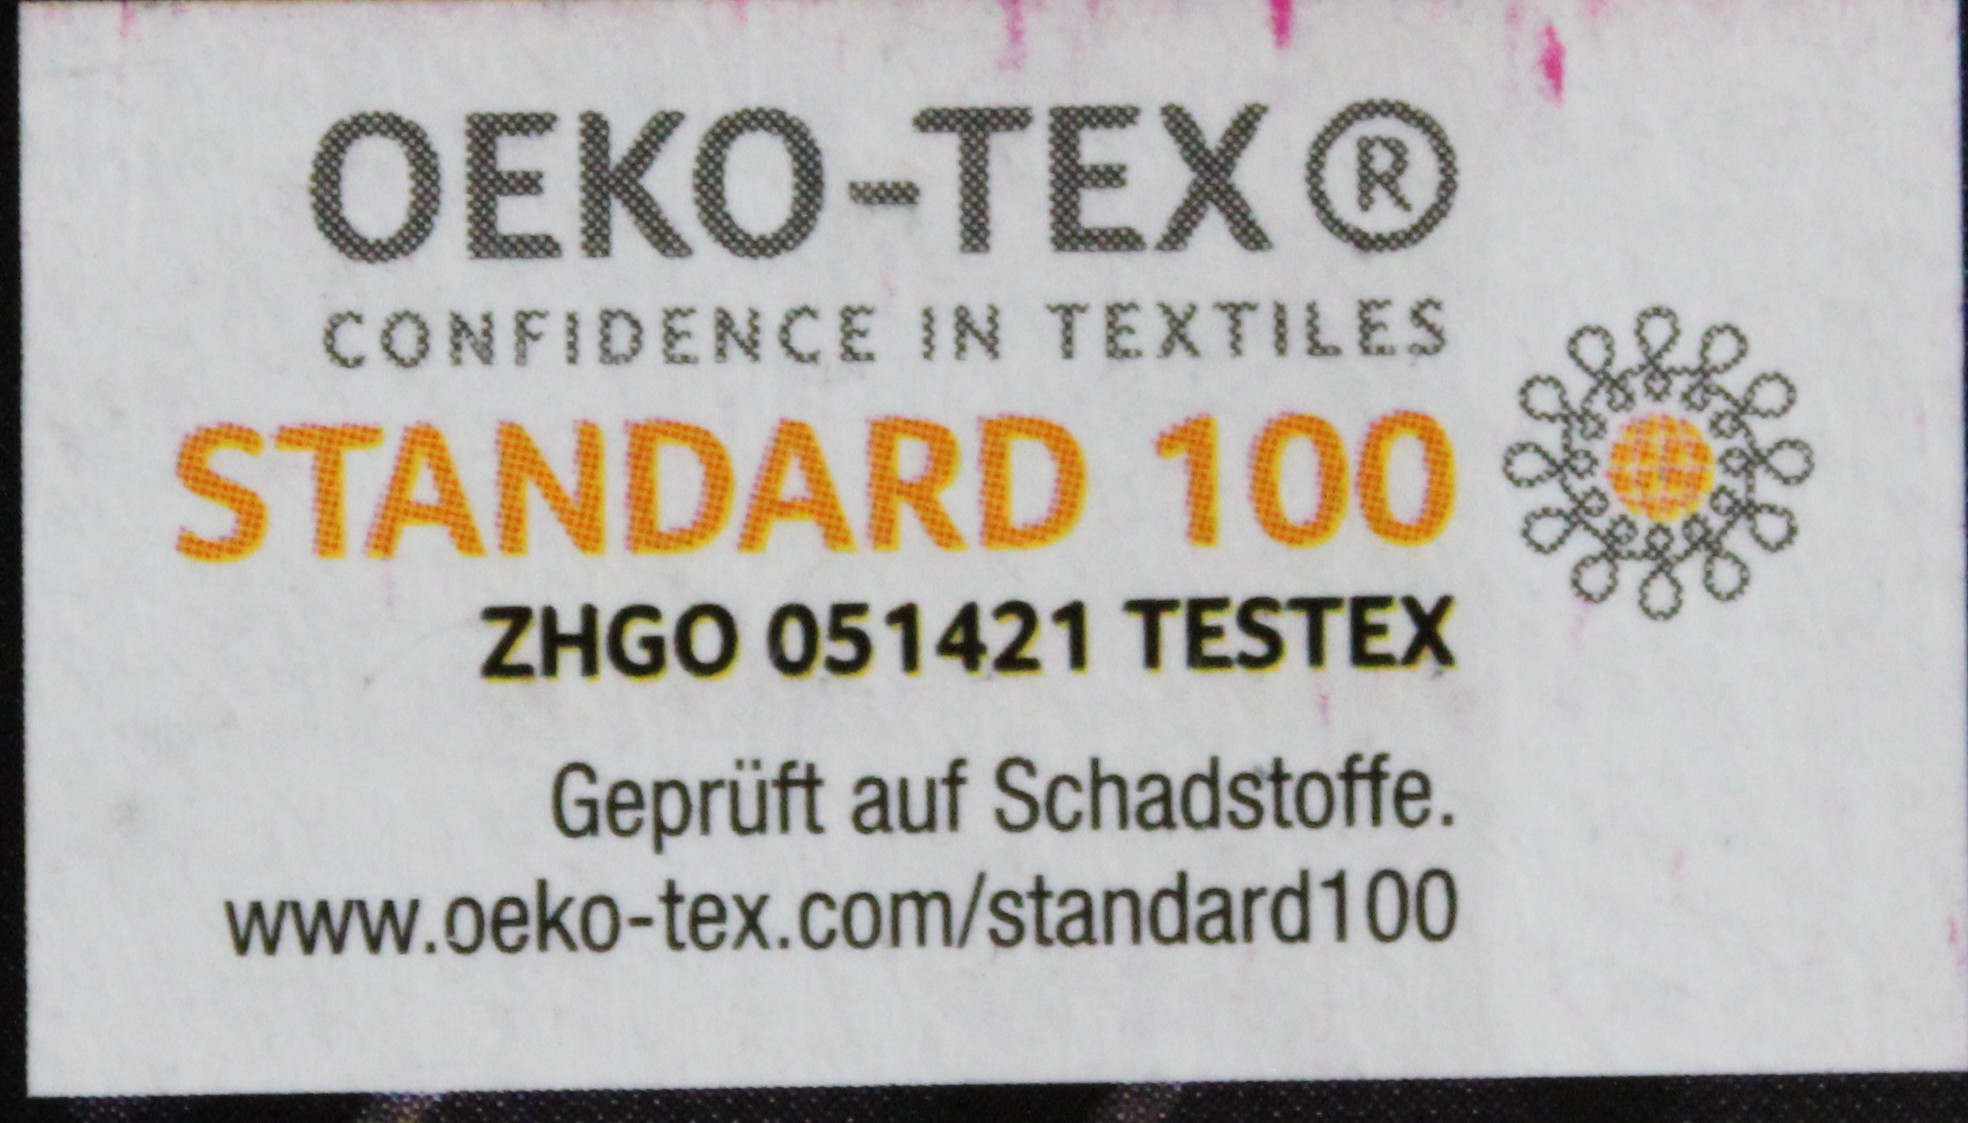 OEKO-TEX®
CONFIDENCE IN TEXTILES
STANDARD 100
ZHGO 051421 TESTEX
Geprüft auf Schadstoffe.
www.oeko-tex.com/standard100